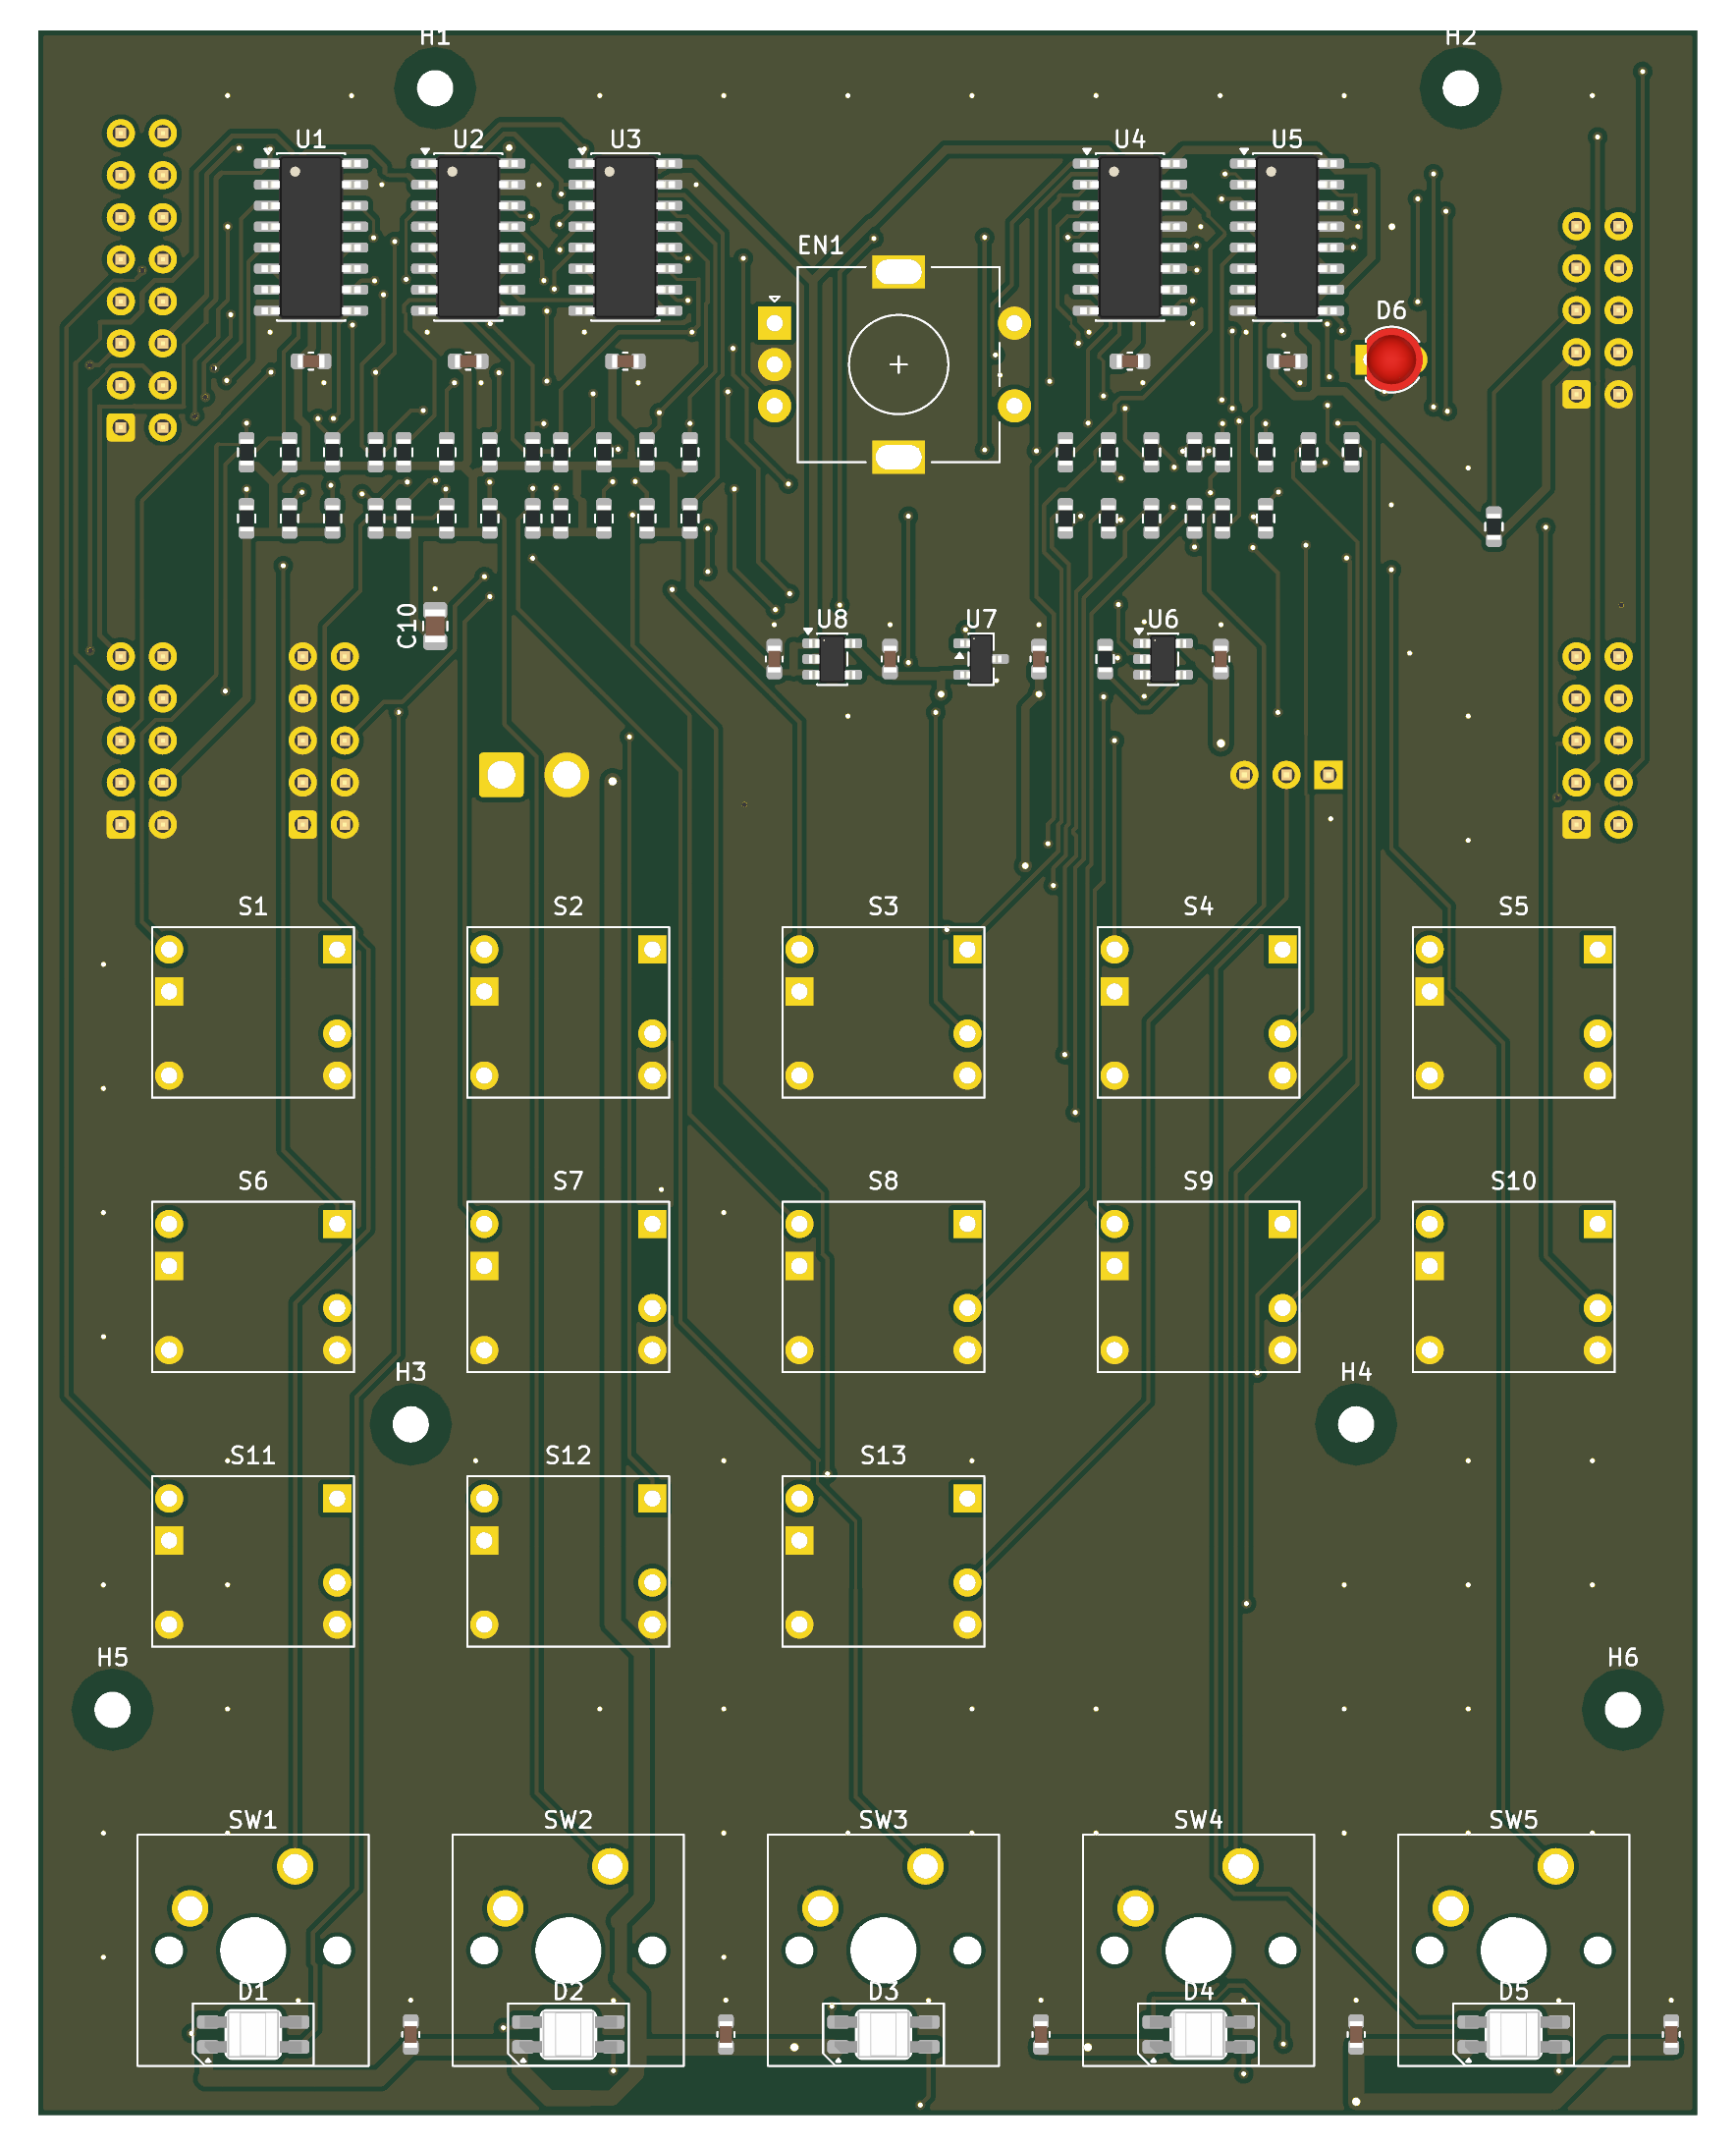 H1 H2
U1 U2 U3 U4 U5
EN1
D6
C10 U8 U7 U6
S1 S2 S3 S4 S5
S6 S7 S8 S9 S10
H3 H4
S11 S12 S13
H5 H6
SW1 SW2 SW3 SW4 SW5
D1 D2 D3 D4 D5